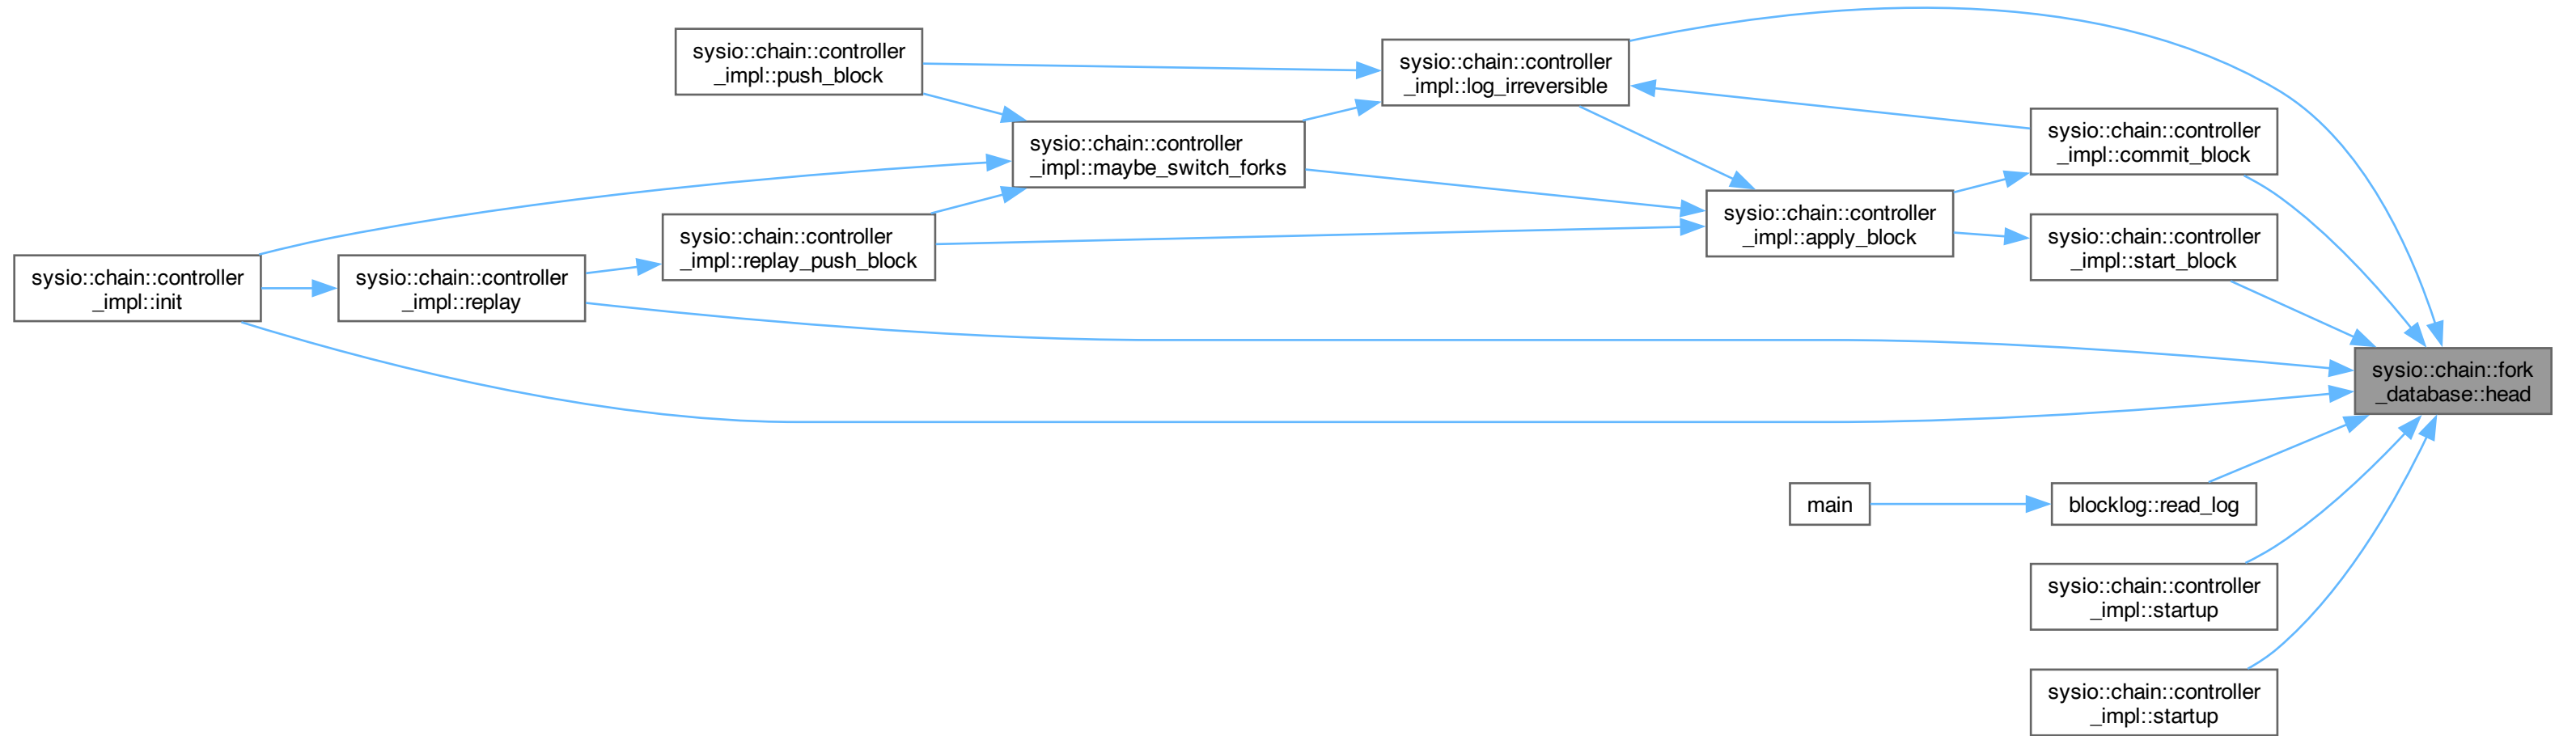 sysio::chain::controller
_impl::push_block
sysio::chain::controller
_impl::log_irreversible
sysio::chain::controller
_impl::maybe_switch_forks
sysio::chain::controller
_impl::commit_block
sysio::chain::controller
_impl::apply_block
sysio::chain::controller
_impl::replay_push_block
sysio::chain::controller
_impl::start_block
sysio::chain::controller
_impl::init
sysio::chain::controller
_impl::replay
sysio::chain::fork
_database::head
main
blocklog::read_log
sysio::chain::controller
_impl::startup
sysio::chain::controller
_impl::startup